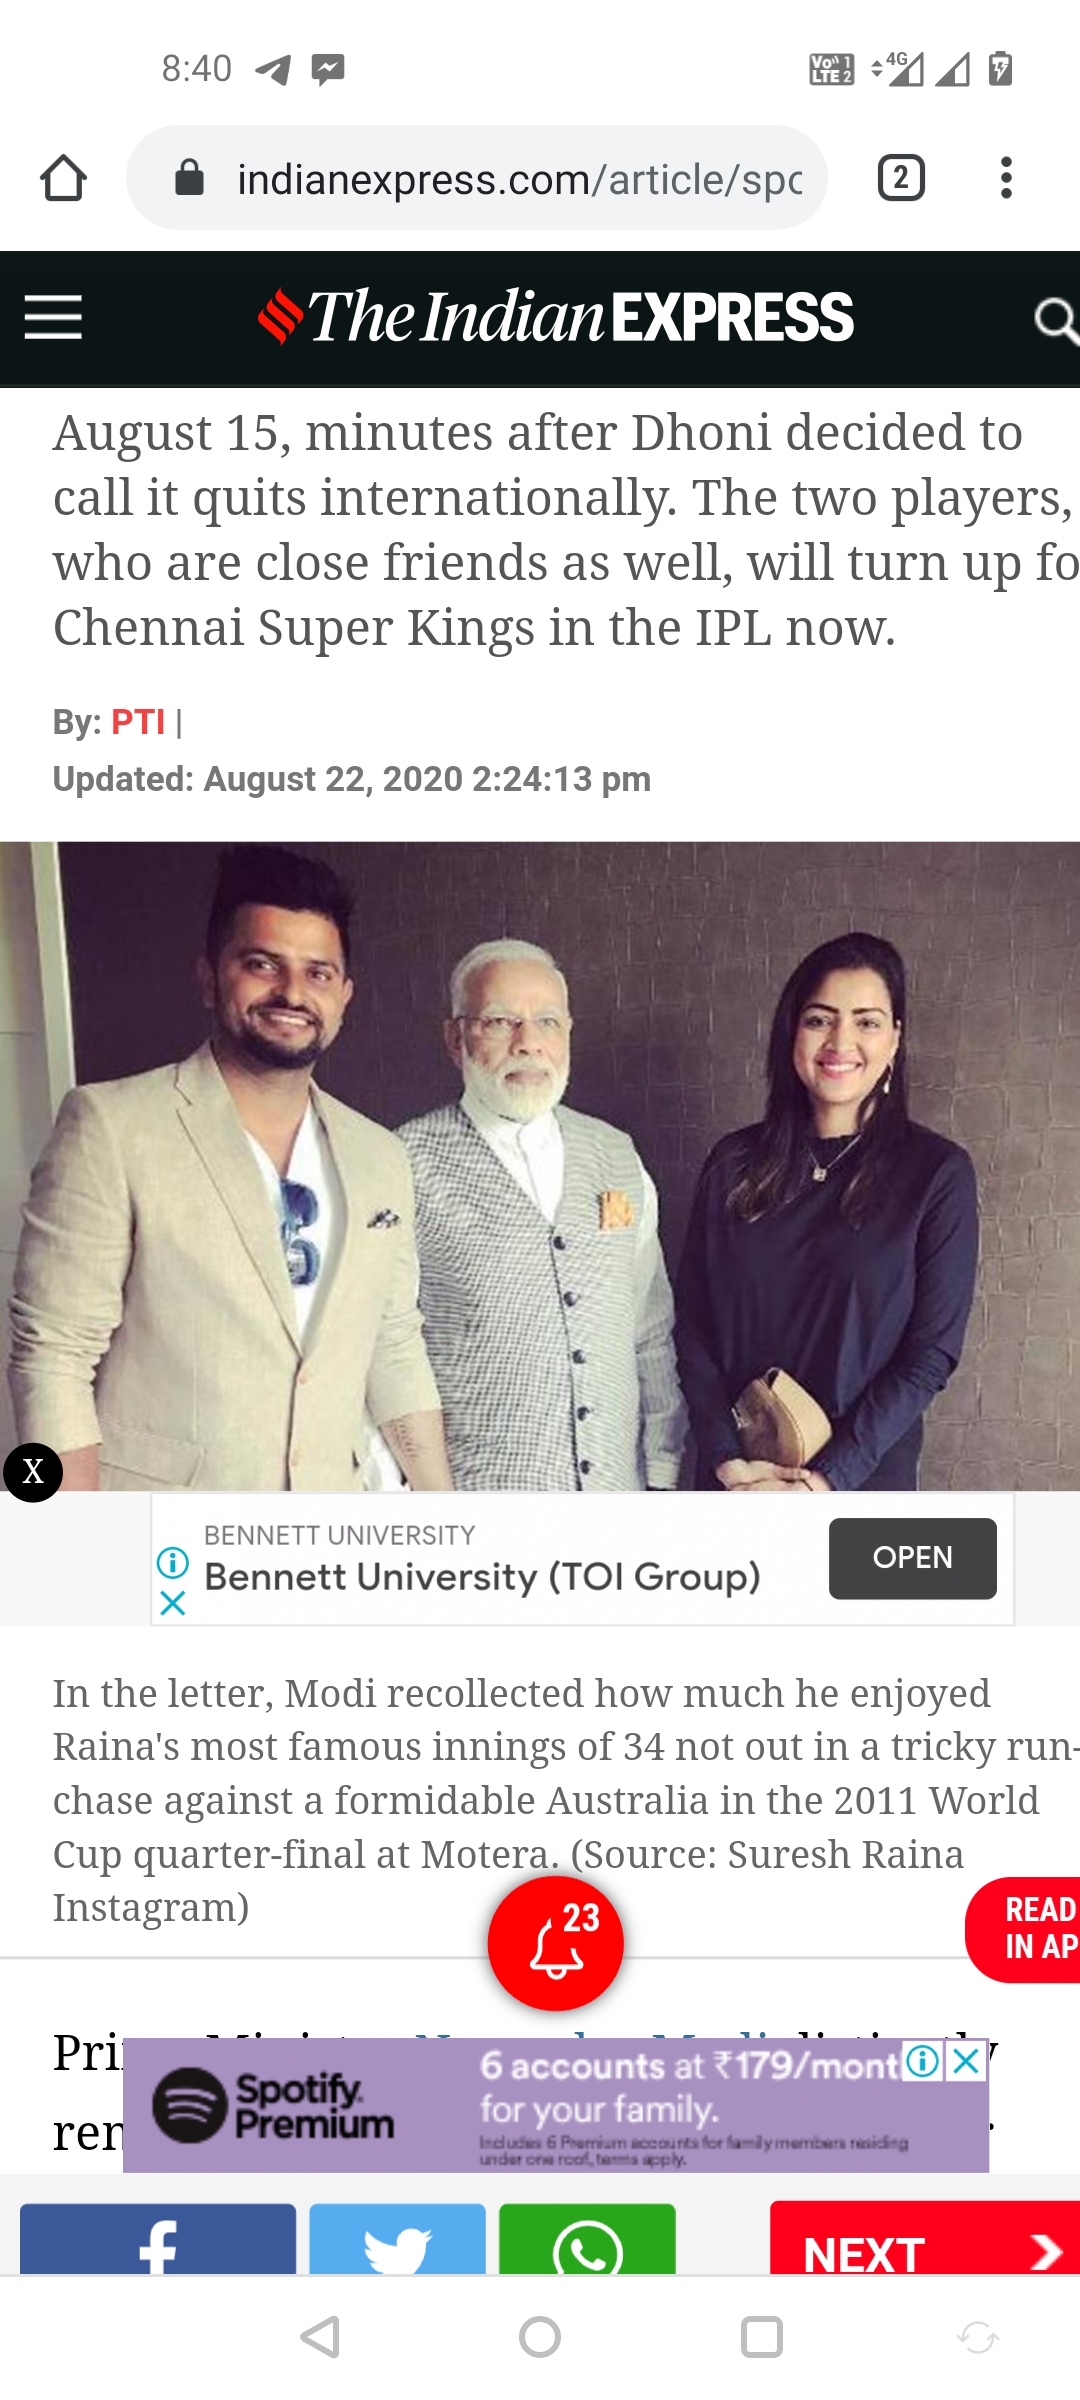 8:40
Vo)) 1
LTE 2
4G
indianexpress.com/article/spo
2
The Indian EXPRESS
August 15, minutes after Dhoni decided to
call it quits internationally. The two players,
who are close friends as well, will turn up fo
Chennai Super Kings in the IPL now.
By: PTI |
Updated: August 22, 2020 2:24:13 pm
X
BENNETT UNIVERSITY
Bennett University (TOI Group)
OPEN
In the letter, Modi recollected how much he enjoyed
Raina's most famous innings of 34 not out in a tricky run-
chase against a formidable Australia in the 2011 World
Cup quarter-final at Motera. (Source: Suresh Raina
Instagram)
23
READ
IN AP
Spotify
Premium
6 accounts at ₹179/mont
for your family.
Includes 6 Premium accounts for family members residing
under one roof, terms apply.
NEXT